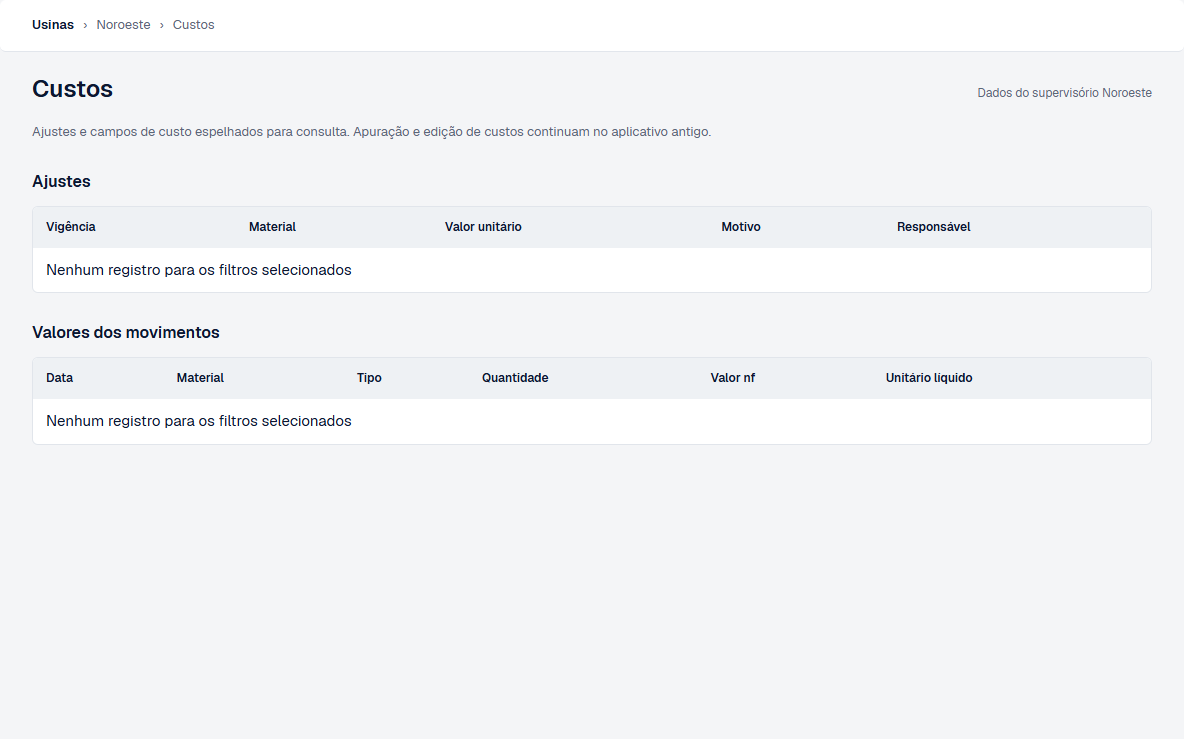 Usinas › Noroeste › Custos
Custos
Dados do supervisório Noroeste
Ajustes e campos de custo espelhados para consulta. Apuração e edição de custos continuam no aplicativo antigo.
Ajustes
Vigência Material Valor unitário Motivo Responsável
Nenhum registro para os filtros selecionados
Valores dos movimentos
Data Material Tipo Quantidade Valor nf Unitário líquido
Nenhum registro para os filtros selecionados